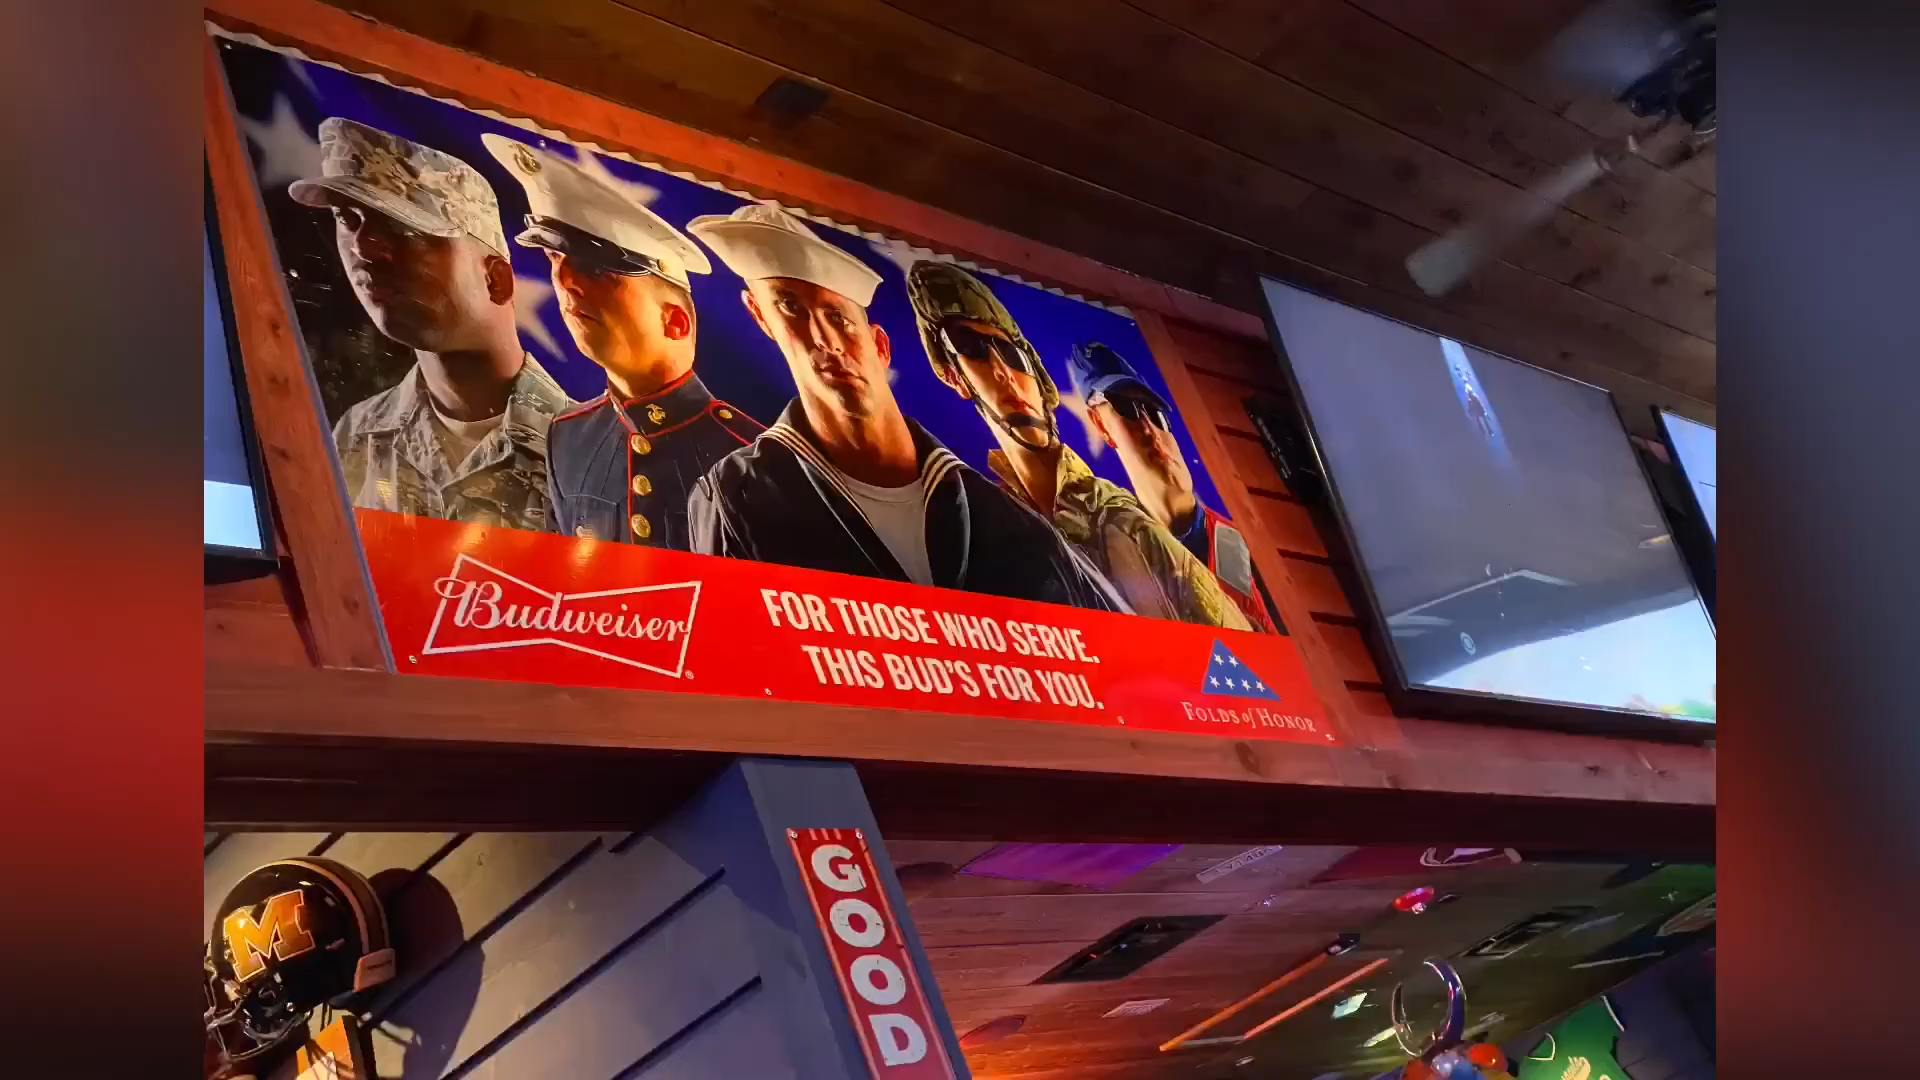 Budweiser
FOR THOSE WHO SERVE.
THIS BUD'S FOR YOU.
FOLDS of HONOR
M
GOOD